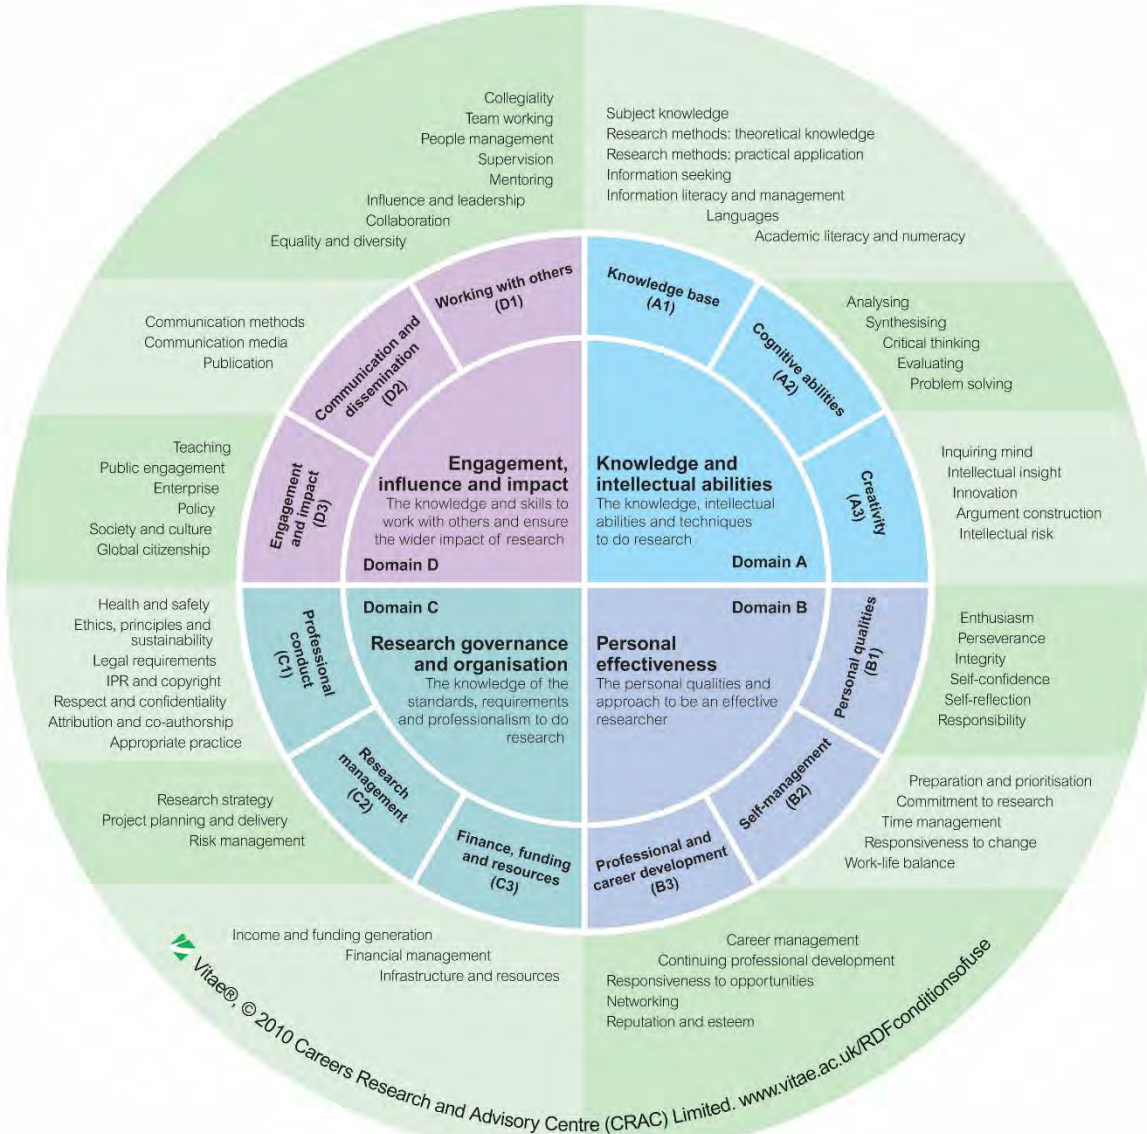 Collegiality
Team working
People management
Supervision
Mentoring
Influence and leadership
Collaboration
Equality and diversity
Subject knowledge
Research methods: theoretical knowledge
Research methods: practical application
Information seeking
Information literacy and management
Languages
Academic literacy and numeracy
Working with others
(D1)
Knowledge base
(A1)
Communication methods
Communication media
Publication
Communication and
dissemination
(D2)
Cognitive abilities
(A2)
Analysing
Synthesising
Critical thinking
Evaluating
Problem solving
Teaching
Public engagement
Enterprise
Policy
Society and culture
Global citizenship
Engagement
and impact
(D3)
Engagement,
influence and impact
The knowledge and skills to
work with others and ensure
the wider impact of research
Domain D
Knowledge and
intellectual abilities
The knowledge, intellectual
abilities and techniques
to do research
Domain A
Creativity
(A3)
Inquiring mind
Intellectual insight
Innovation
Argument construction
Intellectual risk
Health and safety
Ethics, principles and
sustainability
Legal requirements
IPR and copyright
Respect and confidentiality
Attribution and co-authorship
Appropriate practice
Professional
conduct
(C1)
Domain C
Research governance
and organisation
The knowledge of the
standards, requirements
and professionalism to do
research
Domain B
Personal
effectiveness
The personal qualities and
approach to be an effective
researcher
Personal qualities
(B1)
Enthusiasm
Perseverance
Integrity
Self-confidence
Self-reflection
Responsibility
Research strategy
Project planning and delivery
Risk management
Research
management
(C2)
Self-management
(B2)
Preparation and prioritisation
Commitment to research
Time management
Responsiveness to change
Work-life balance
Finance, funding
and resources
(C3)
Professional and
career development
(B3)
Income and funding generation
Financial management
Infrastructure and resources
Career management
Continuing professional development
Responsiveness to opportunities
Networking
Reputation and esteem
Vitae®, © 2010 Careers Research and Advisory Centre (CRAC) Limited. www.vitae.ac.uk/RDFconditionsofuse